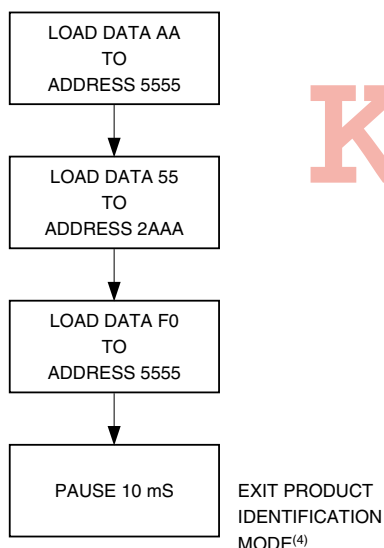 LOAD DATA AA
TO
ADDRESS 5555
K
LOAD DATA 55
TO
ADDRESS 2AAA
LOAD DATA F0
TO
ADDRESS 5555
PAUSE 10 mS
EXIT PRODUCT
IDENTIFICATION
MODE(4)